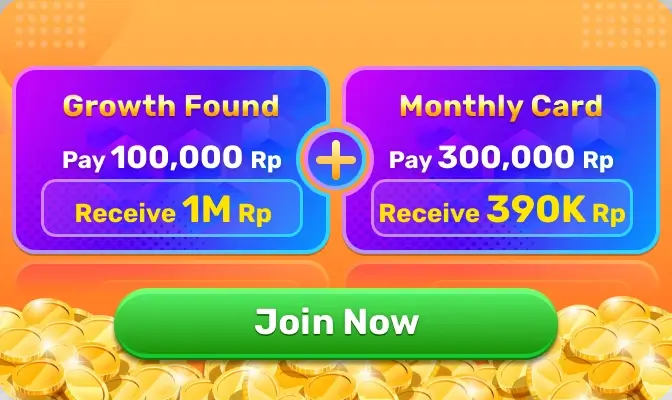 Growth Found
Pay 100,000 Rp
Receive 1M Rp
Monthly Card
Pay 300,000 Rp
Receive 390K Rp
Join Now